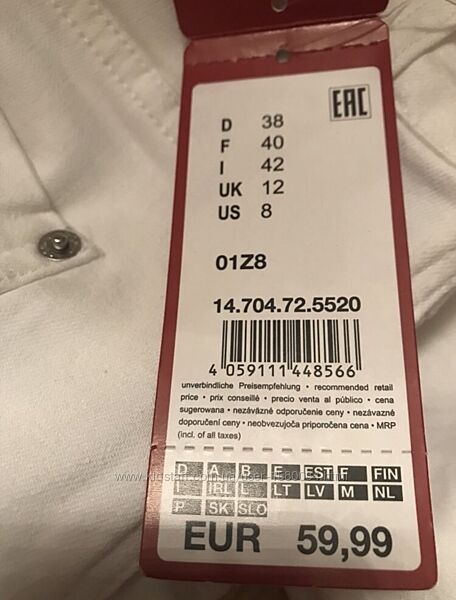 EAC
D 38
F 40
I 42
UK 12
US 8
01Z8
14.704.72.5520
4 059111 448566
unverbindliche Preisempfehlung • recommended retail
price • prix conseillé • precio venta al público • cena
sugerowana • nezáväzné odporučenie ceny • nezávazné
doporučení ceny • neobvezujoča priporočena cena • MRP
(incl. of all taxes)
D A B E EST F FIN
I IRL L LT LV M NL
P SK SLO
EUR 59,99